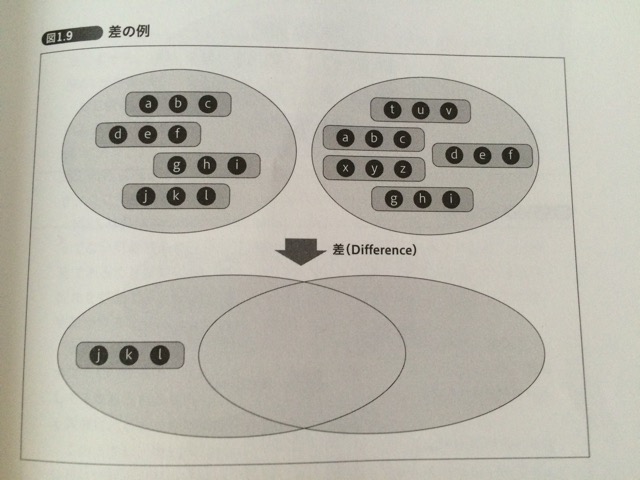 図1.9 差の例
a b c
d e f
g h i
j k l
t u v
a b c
d e f
x y z
g h i
差(Difference)
j k l